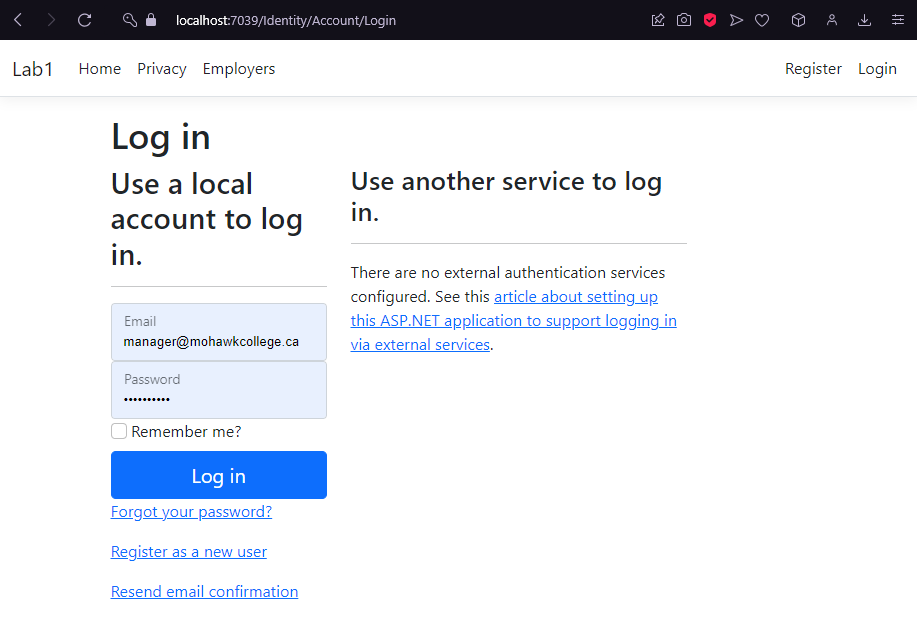 localhost:7039/Identity/Account/Login
Lab1 Home Privacy Employers Register Login
Log in
Use a local
account to log
in.
Email
manager@mohawkcollege.ca
Password
••••••••••
Remember me?
Log in
Forgot your password?
Register as a new user
Resend email confirmation
Use another service to log
in.
There are no external authentication services
configured. See this article about setting up
this ASP.NET application to support logging in
via external services.